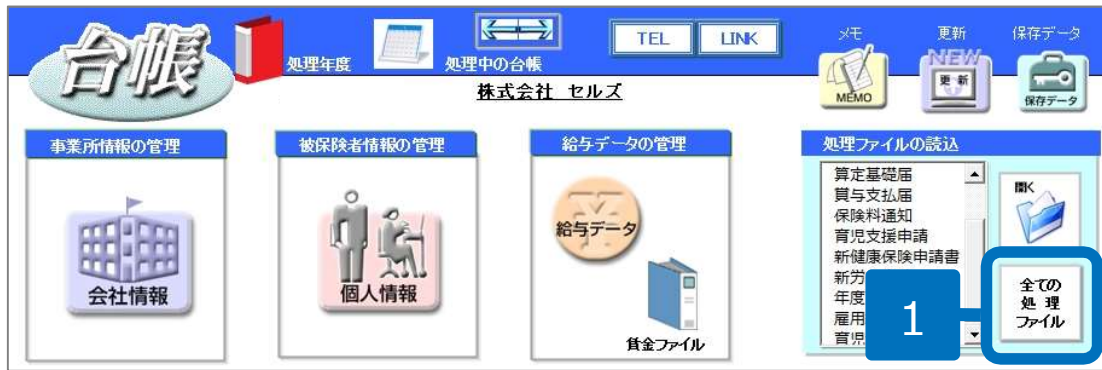 台帳
処理年度
処理中の台帳
TEL
LINK
メモ
MEMO
更新
NEW
更 新
保存データ
保存データ
株式会社 セルズ
事業所情報の管理
会社情報
被保険者情報の管理
個人情報
給与データの管理
給与データ
賃金ファイル
処理ファイルの読込
算定基礎届
賞与支払届
保険料通知
育児支援申請
新健康保険申請書
新労
年度
雇用
育児
開く
全ての
処 理
ファイル
1